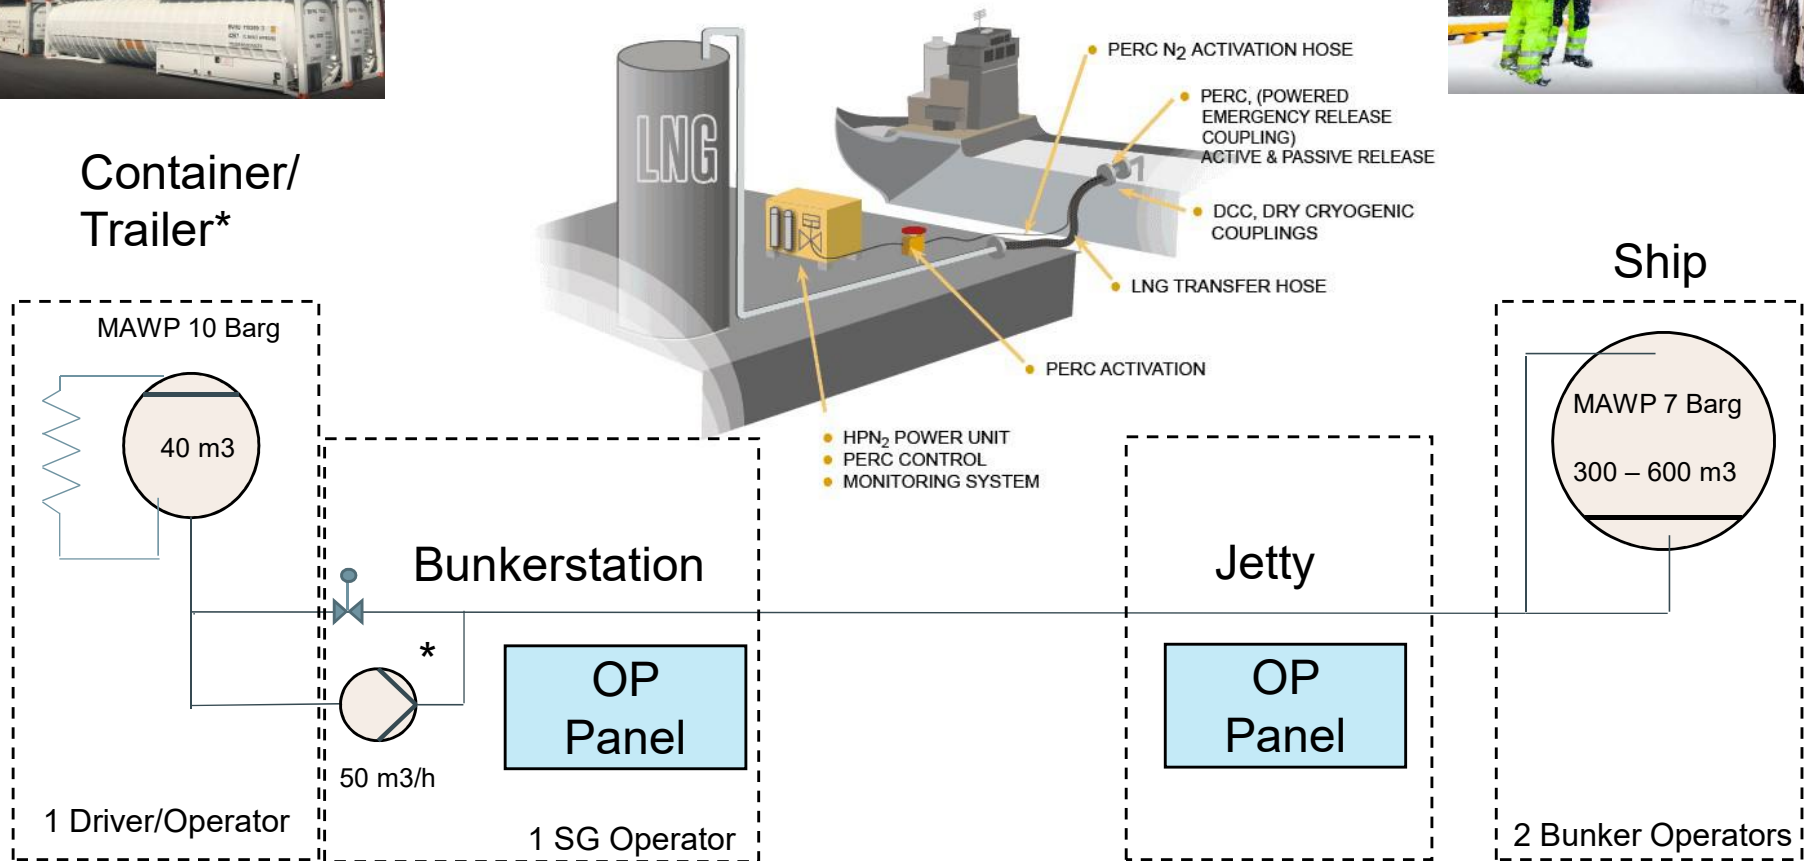 PERC N₂ ACTIVATION HOSE
PERC, (POWERED
EMERGENCY RELEASE
COUPLING)
ACTIVE & PASSIVE RELEASE
DCC, DRY CRYOGENIC
COUPLINGS
LNG TRANSFER HOSE
PERC ACTIVATION
HPN₂ POWER UNIT
PERC CONTROL
MONITORING SYSTEM
LNG
Container/
Trailer*
MAWP 10 Barg
40 m3
1 Driver/Operator
Bunkerstation
*
50 m3/h
OP
Panel
1 SG Operator
Jetty
OP
Panel
Ship
MAWP 7 Barg
300 – 600 m3
2 Bunker Operators